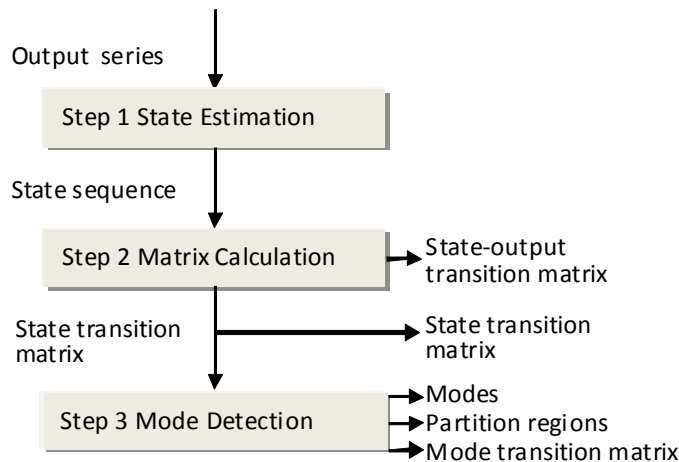 Output series
Step 1 State Estimation
State sequence
Step 2 Matrix Calculation
State-output
transition matrix
State transition
matrix
State transition
matrix
Step 3 Mode Detection
Modes
Partition regions
Mode transition matrix